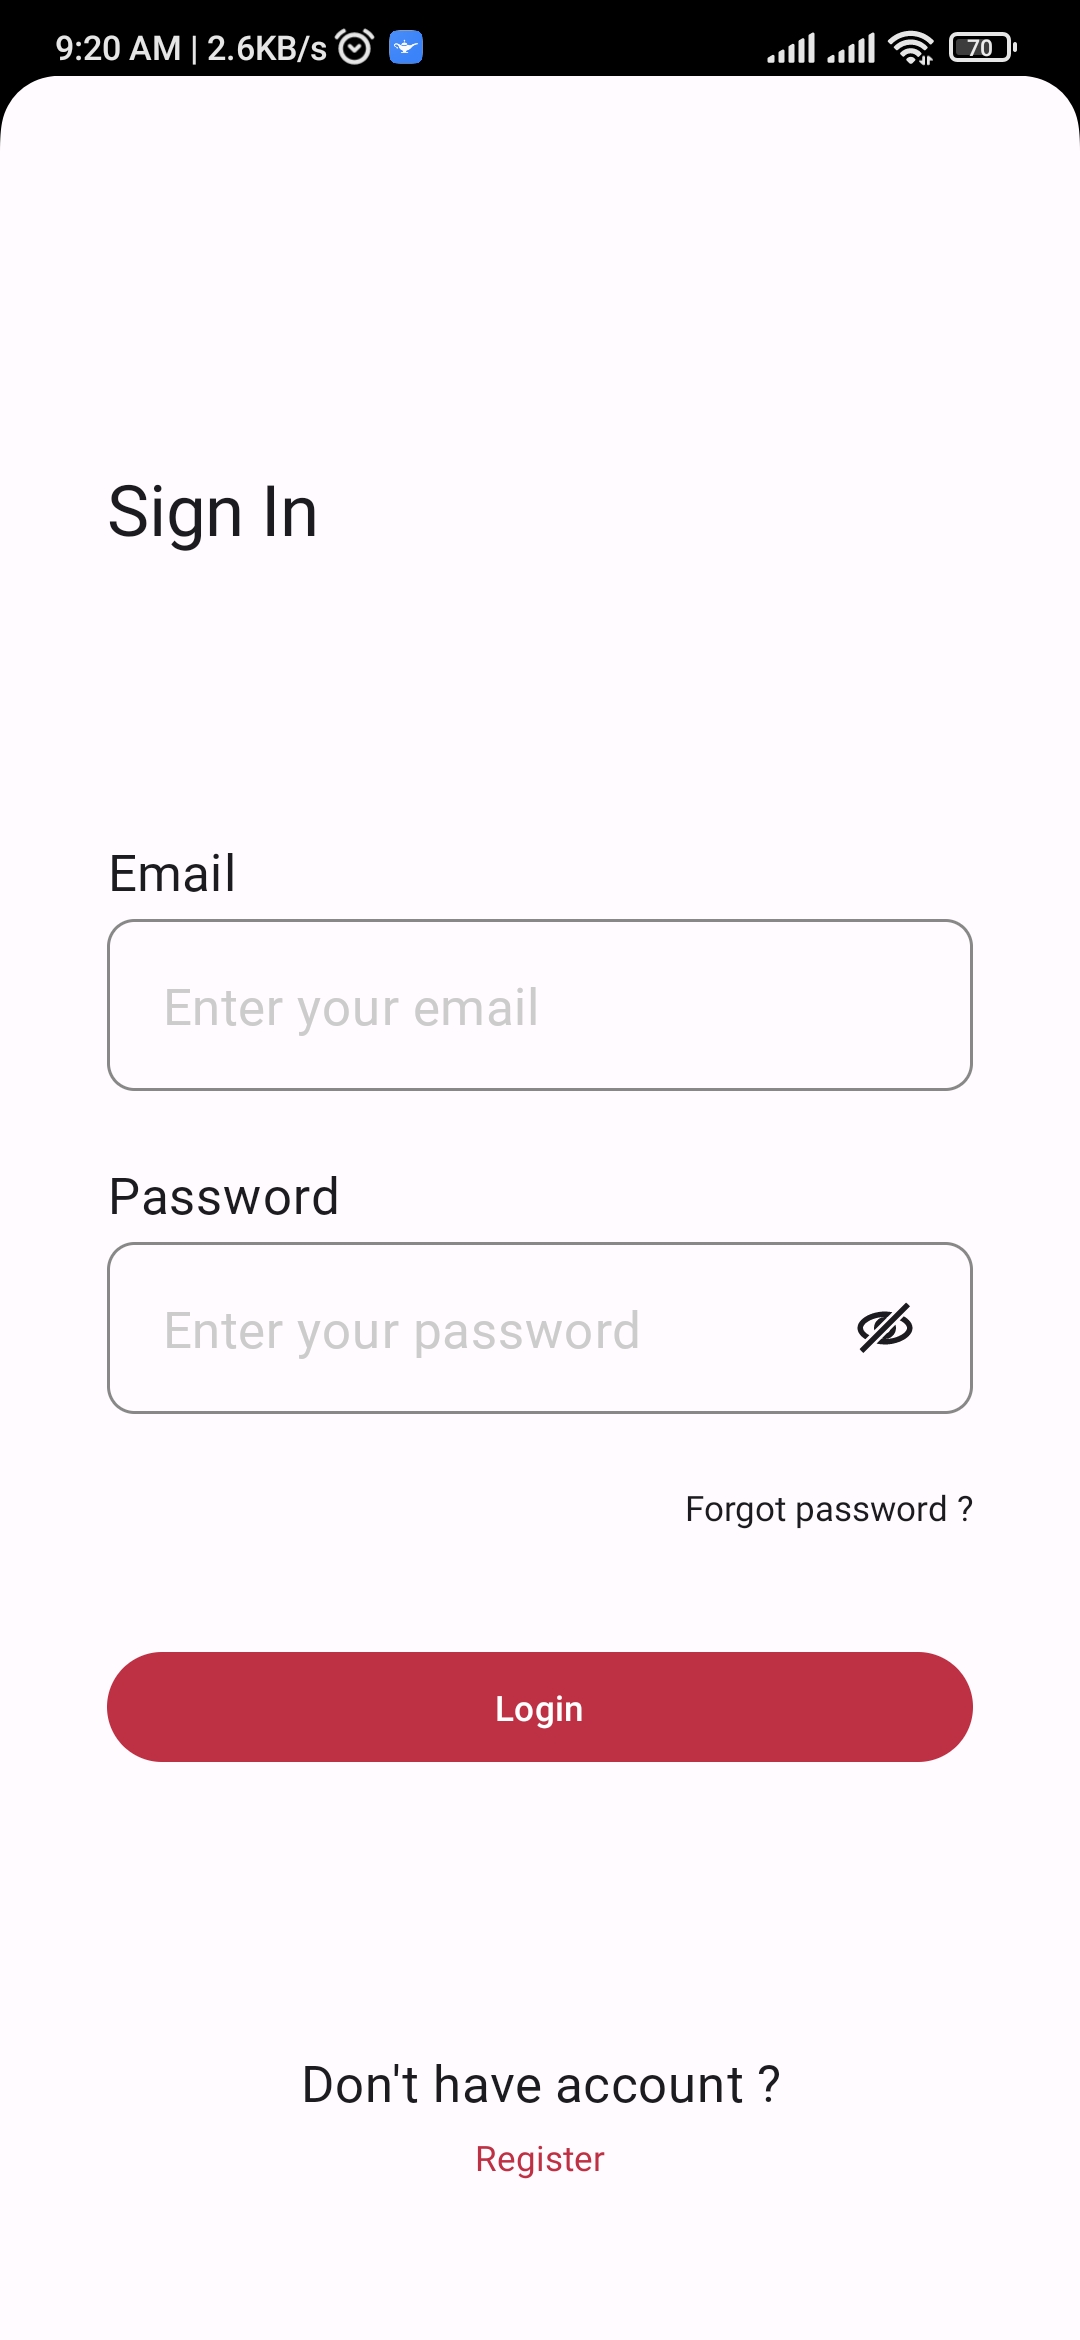 9:20 AM | 2.6KB/s 70
Sign In
Email
Enter your email
Password
Enter your password
Forgot password ?
Login
Don't have account ?
Register